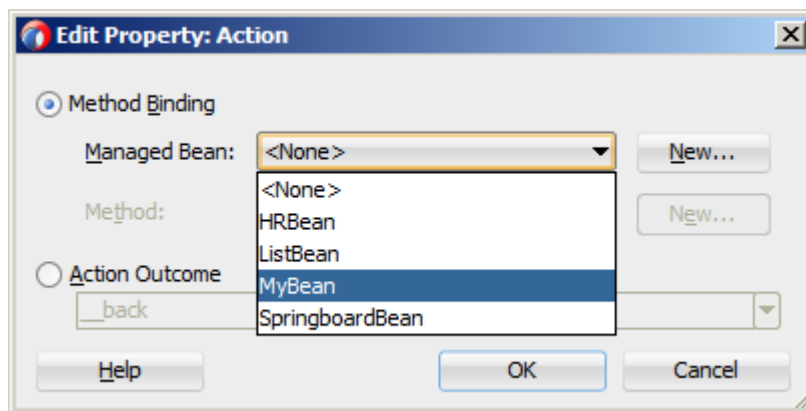 Edit Property: Action
Method Binding
Managed Bean: <None> New...
<None>
Method: New...
HRBean
ListBean
Action Outcome
MyBean
__back
SpringboardBean
Help OK Cancel